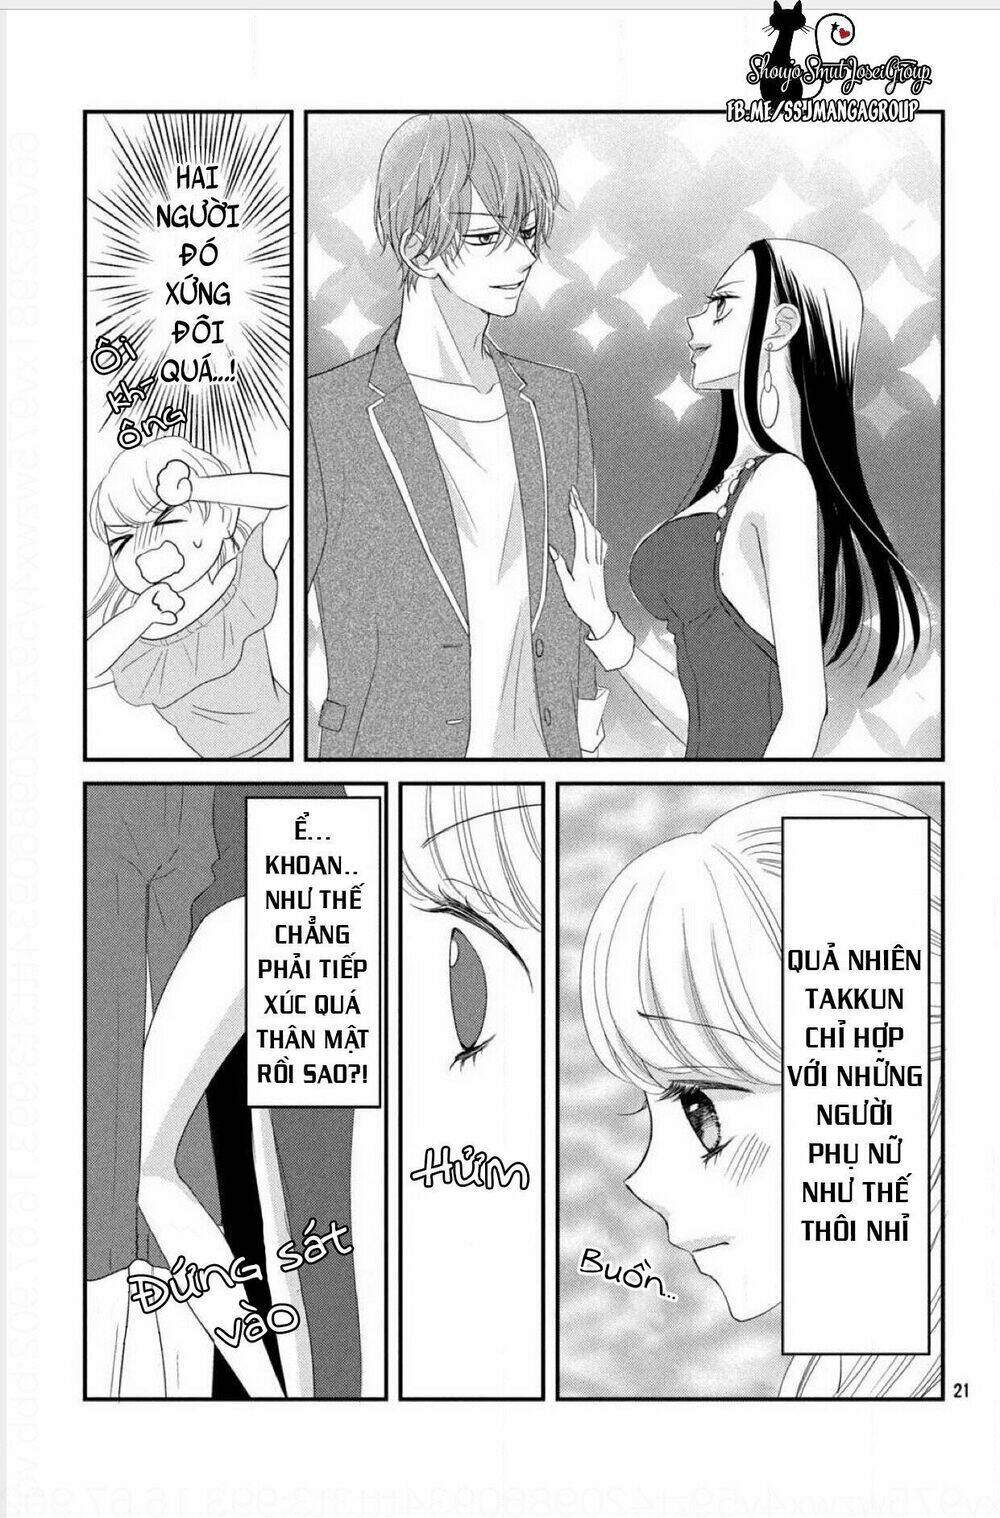 Shoujo Smut Josei Group
FB.ME/SSJMANGAGROUP
HAI
NGƯỜI
ĐÓ
XỨNG
ĐÔI
QUÁ...!
Ôi
kh-
ông
QUẢ NHIÊN
TAKKUN
CHỈ HỢP
VỚI NHỮNG
NGƯỜI
PHỤ NỮ
NHƯ THẾ
THÔI NHỈ
Buồn..
Hửm
Ể...
KHOAN..
NHƯ THẾ
CHẲNG
PHẢI TIẾP
XÚC QUÁ
THÂN MẬT
RỒI SAO?!
Đứng sát
vào
21